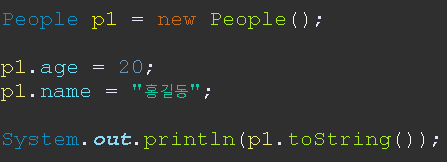 People p1 = new People();
p1.age = 20;
p1.name = "홍길동";
System.out.println(p1.toString());